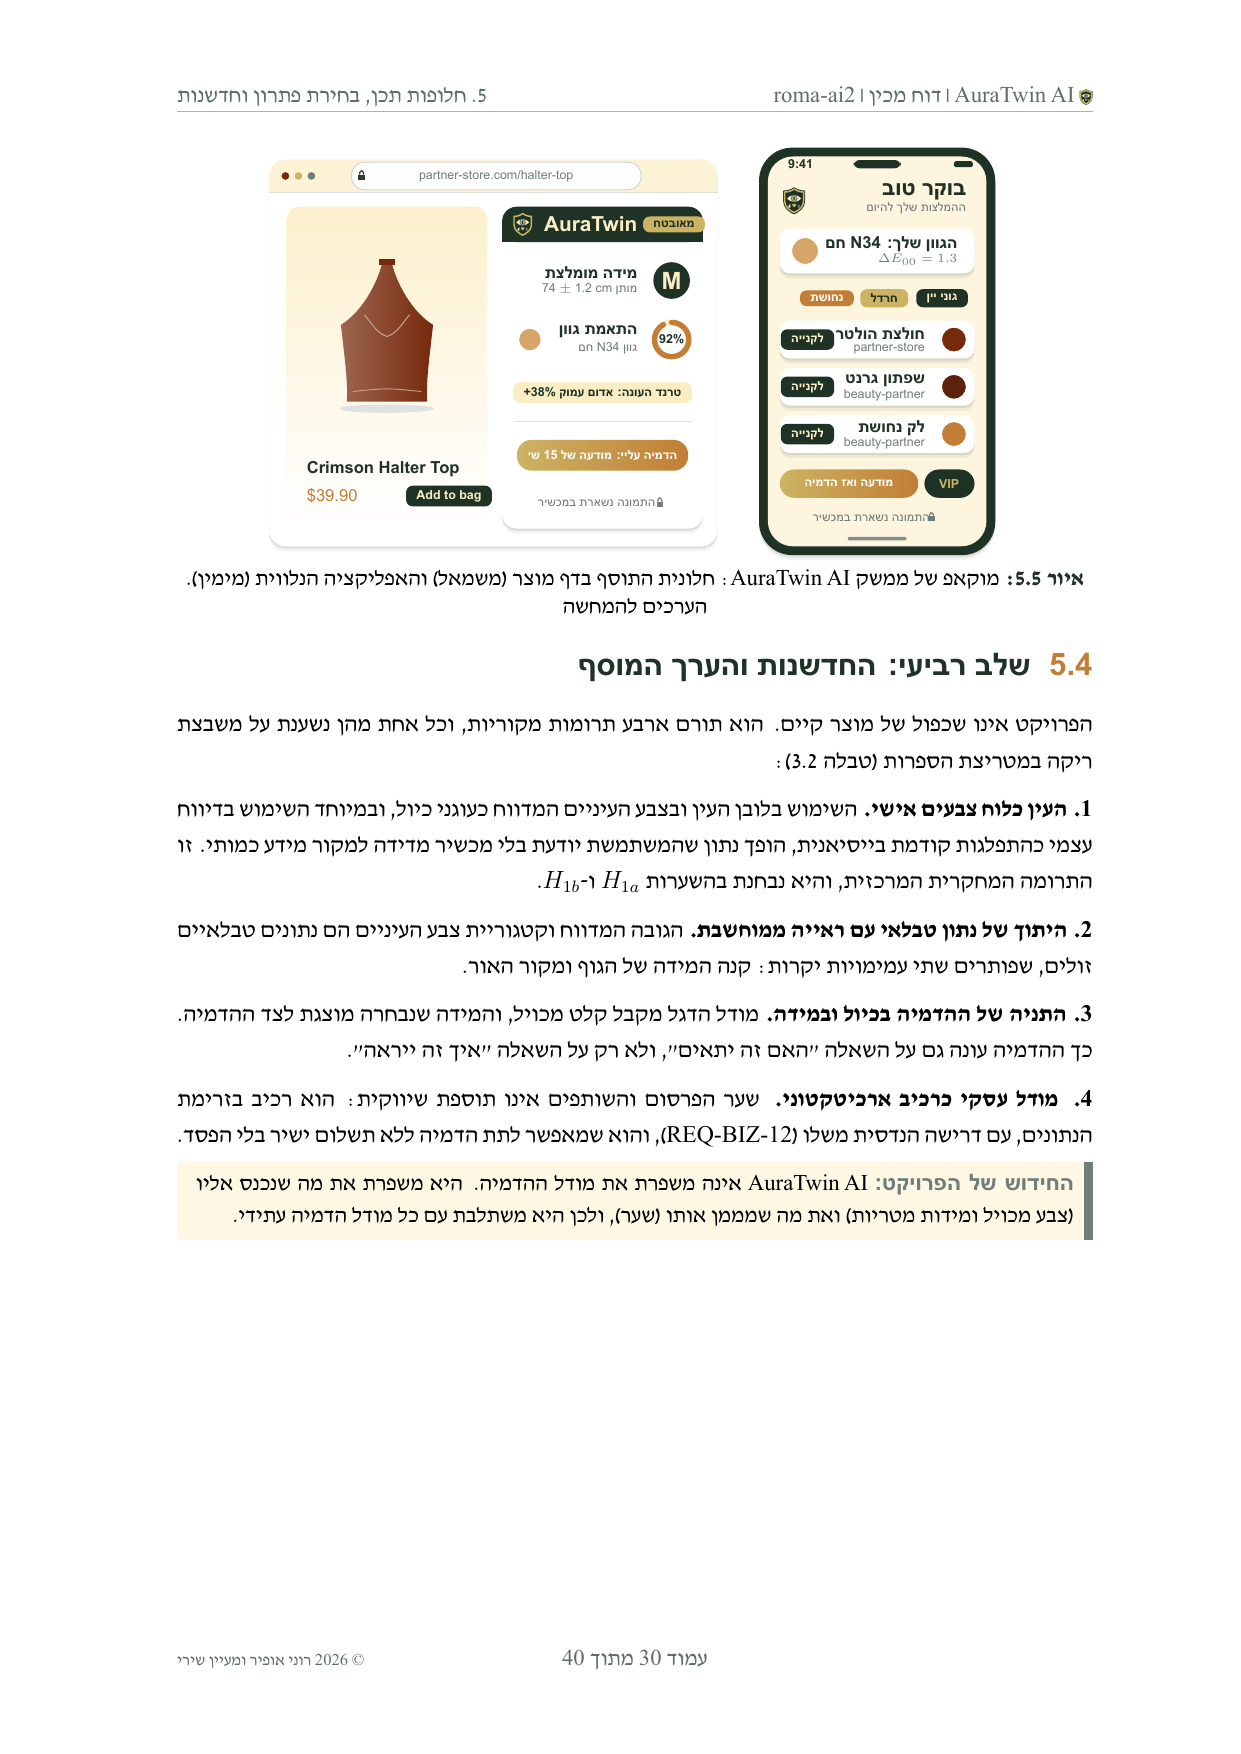 AuraTwin AI | דוח מכין | roma-ai2
5. חלופות תכן, בחירת פתרון וחדשנות
9:41
בוקר טוב
ההמלצות שלך להיום
הגוון שלך: N34 חם
ΔE₀₀ = 1.3
גוני יין
חרדל
נחושת
חולצת הולטר
partner-store
לקנייה
שפתון גרנט
beauty-partner
לקנייה
לק נחושת
beauty-partner
לקנייה
VIP
מודעה ואז הדמיה
התמונה נשארת במכשיר
partner-store.com/halter-top
AuraTwin
מאובטח
M
מידה מומלצת
מותן 74 ± 1.2 cm
92%
התאמת גוון
גוון N34 חם
טרנד העונה: אדום עמוק 38%+
הדמיה עליי: מודעה של 15 ש׳
התמונה נשארת במכשיר
Crimson Halter Top
$39.90
Add to bag
איור 5.5: מוקאפ של ממשק AuraTwin AI: חלונית התוסף בדף מוצר (משמאל) והאפליקציה הנלווית (מימין).
הערכים להמחשה
5.4 שלב רביעי: החדשנות והערך המוסף
הפרויקט אינו שכפול של מוצר קיים. הוא תורם ארבע תרומות מקוריות, וכל אחת מהן נשענת על משבצת
ריקה במטריצת הספרות (טבלה 3.2):
1. העין כלוח צבעים אישי. השימוש בלובן העין ובצבע העיניים המדווח כעוגני כיול, ובמיוחד השימוש בדיווח
עצמי כהתפלגות קודמת בייסיאנית, הופך נתון שהמשתמשת יודעת בלי מכשיר מדידה למקור מידע כמותי. זו
התרומה המחקרית המרכזית, והיא נבחנת בהשערות H₁ₐ ו-H₁b.
2. היתוך של נתון טבלאי עם ראייה ממוחשבת. הגובה המדווח וקטגוריית צבע העיניים הם נתונים טבלאיים
זולים, שפותרים שתי עמימויות יקרות: קנה המידה של הגוף ומקור האור.
3. התניה של ההדמיה בכיול ובמידה. מודל הדגל מקבל קלט מכויל, והמידה שנבחרה מוצגת לצד ההדמיה.
כך ההדמיה עונה גם על השאלה ״האם זה יתאים״, ולא רק על השאלה ״איך זה ייראה״.
4. מודל עסקי כרכיב ארכיטקטוני. שער הפרסום והשותפים אינו תוספת שיווקית: הוא רכיב בזרימת
הנתונים, עם דרישה הנדסית משלו (REQ-BIZ-12), והוא שמאפשר לתת הדמיה ללא תשלום ישיר בלי הפסד.
החידוש של הפרויקט: AuraTwin AI אינה משפרת את מודל ההדמיה. היא משפרת את מה שנכנס אליו
(צבע מכויל ומידות מטריות) ואת מה שמממן אותו (שער), ולכן היא משתלבת עם כל מודל הדמיה עתידי.
עמוד 30 מתוך 40
© 2026 רוני אופיר ומעיין שירי